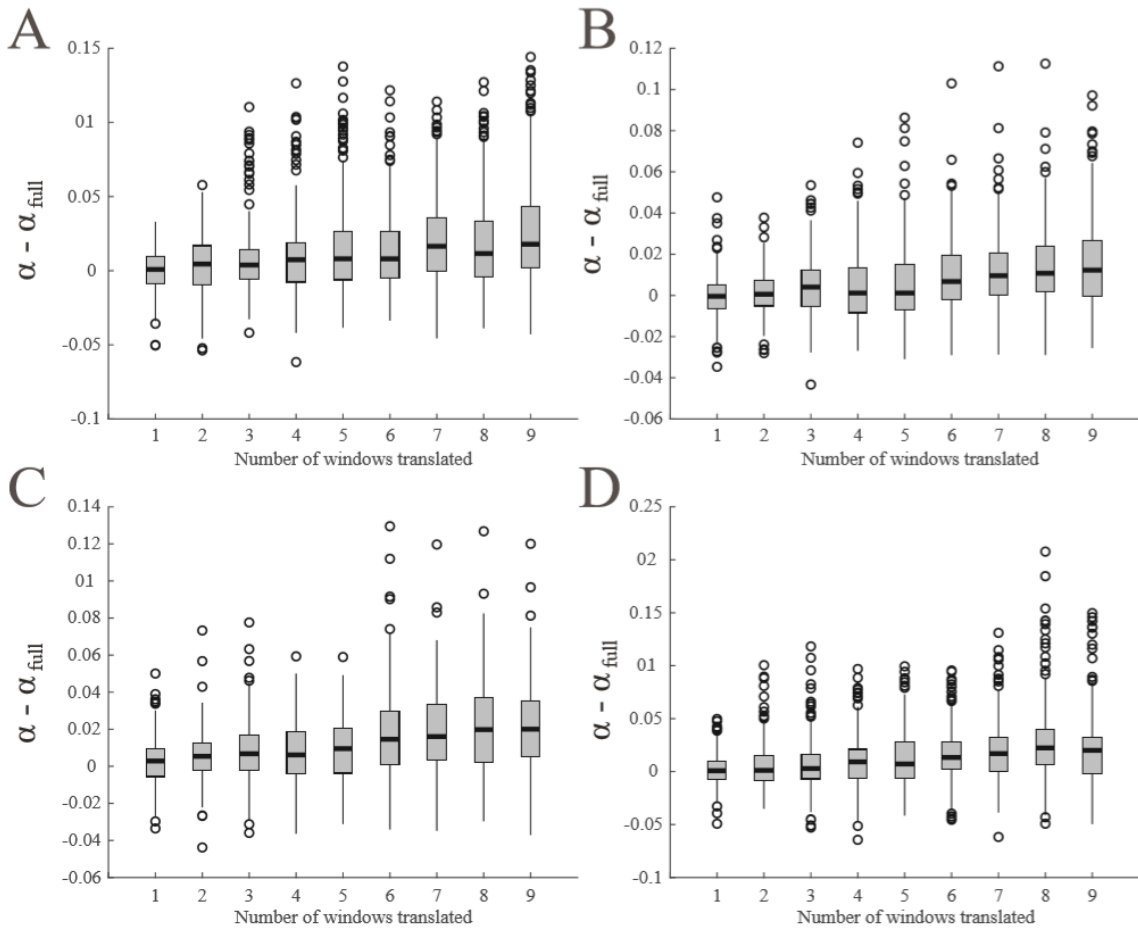 A
0.15
0.1
0.05
0
-0.05
-0.1
α - α full
1 2 3 4 5 6 7 8 9
Number of windows translated
B
0.12
0.1
0.08
0.06
0.04
0.02
0
-0.02
-0.04
-0.06
α - α full
1 2 3 4 5 6 7 8 9
Number of windows translated
C
0.14
0.12
0.1
0.08
0.06
0.04
0.02
0
-0.02
-0.04
-0.06
α - α full
1 2 3 4 5 6 7 8 9
Number of windows translated
D
0.25
02
0.15
0.1
0.05
0
-0.05
-0.1
α - α full
1 2 3 4 5 6 7 8 9
Number of windows translated